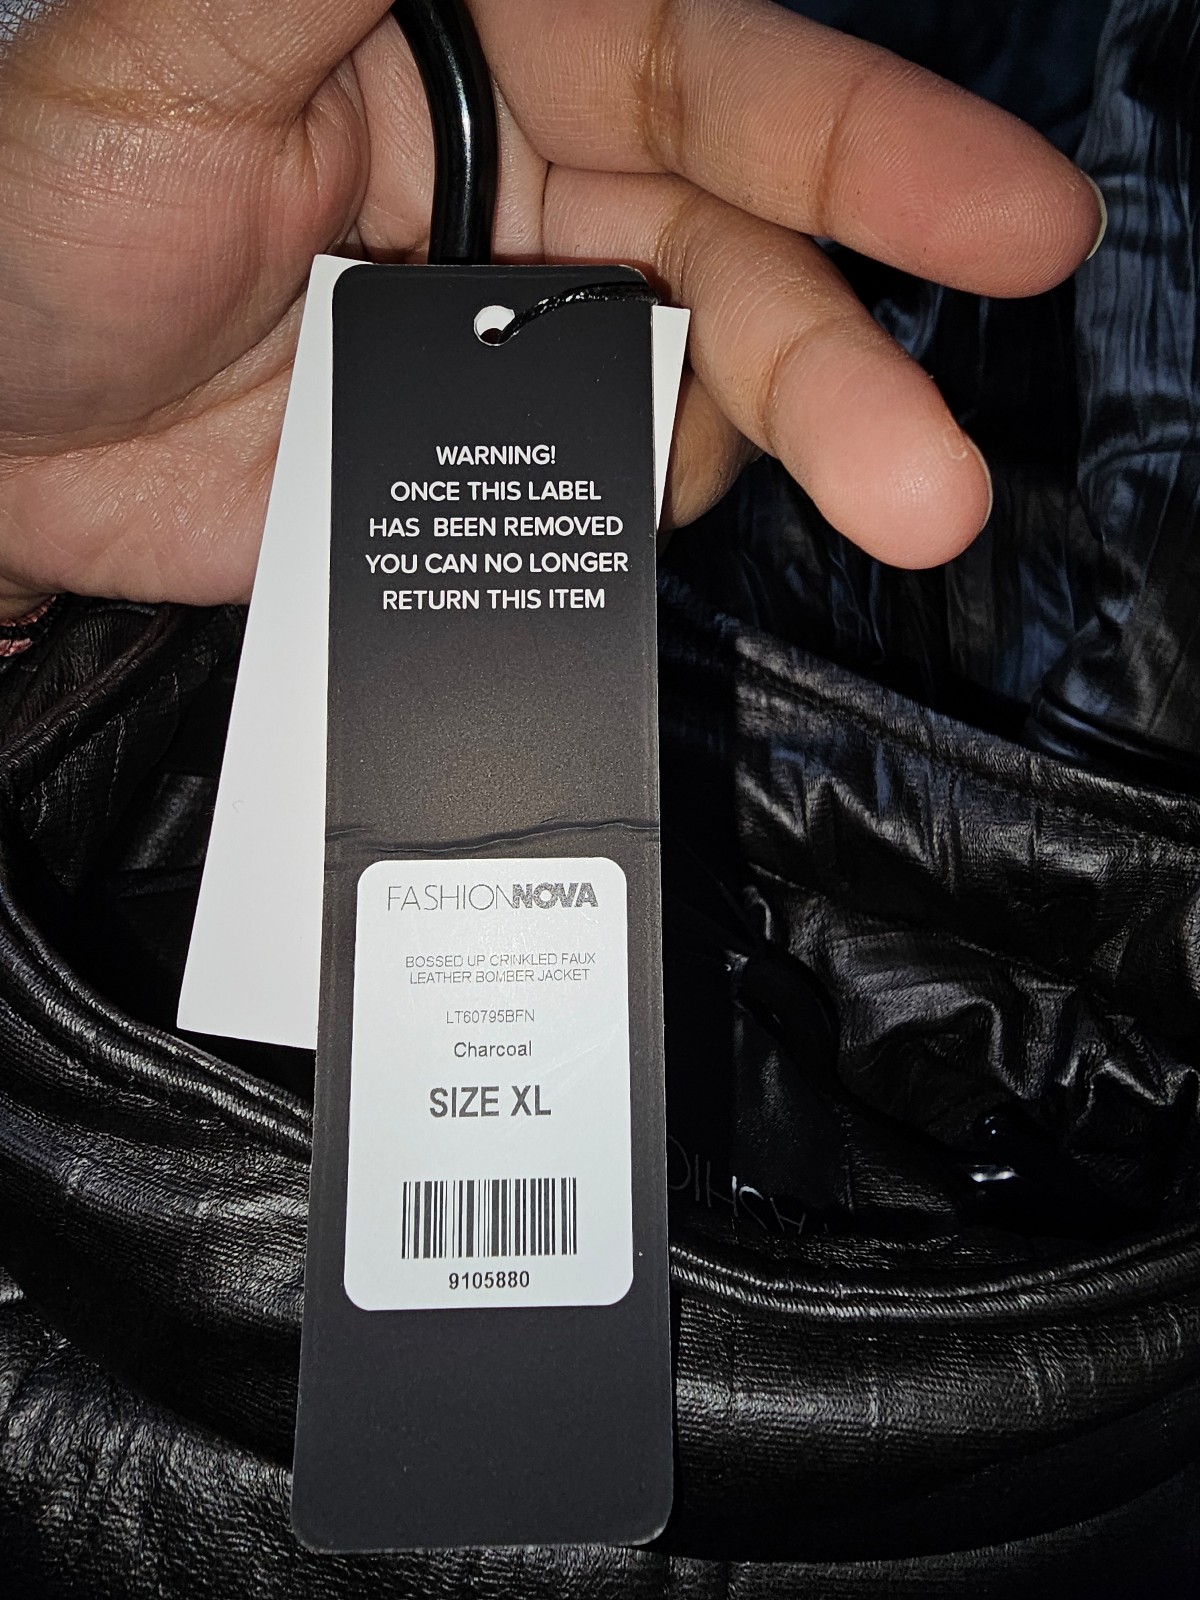 WARNING!
ONCE THIS LABEL
HAS BEEN REMOVED
YOU CAN NO LONGER
RETURN THIS ITEM
FASHIONNOVA
BOSSED UP CRINKLED FAUX
LEATHER BOMBER JACKET
LT60795BFN
Charcoal
SIZE XL
9105880